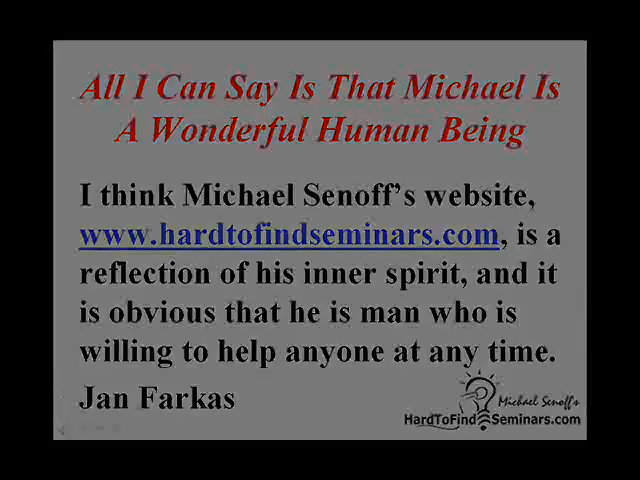 All I Can Say Is That Michael Is
A Wonderful Human Being
I think Michael Senoff's website,
www.hardtofindseminars.com, is a
reflection of his inner spirit, and it
is obvious that he is man who is
willing to help anyone at any time.
Jan Farkas
Michael Senoff's
HardToFindSeminars.com